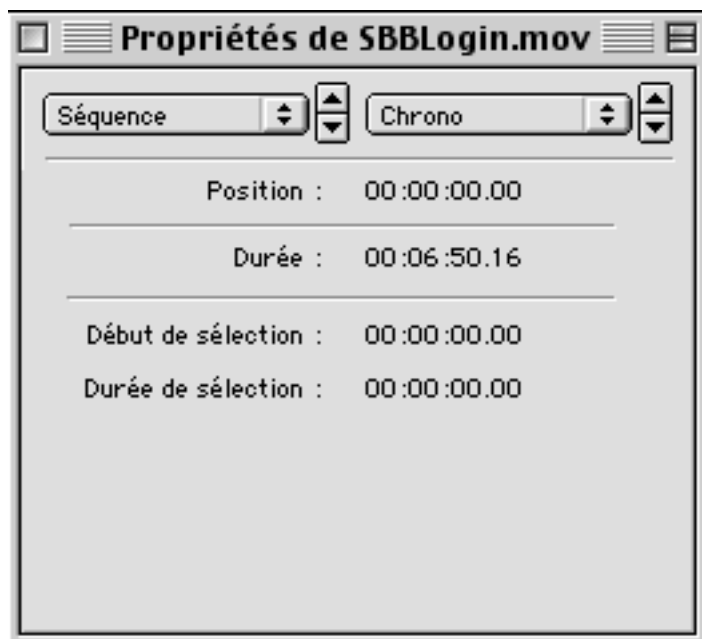 Propriétés de SBBLogin.mov
Séquence Chrono
Position : 00:00:00.00
Durée : 00:06:50.16
Début de sélection : 00:00:00.00
Durée de sélection : 00:00:00.00